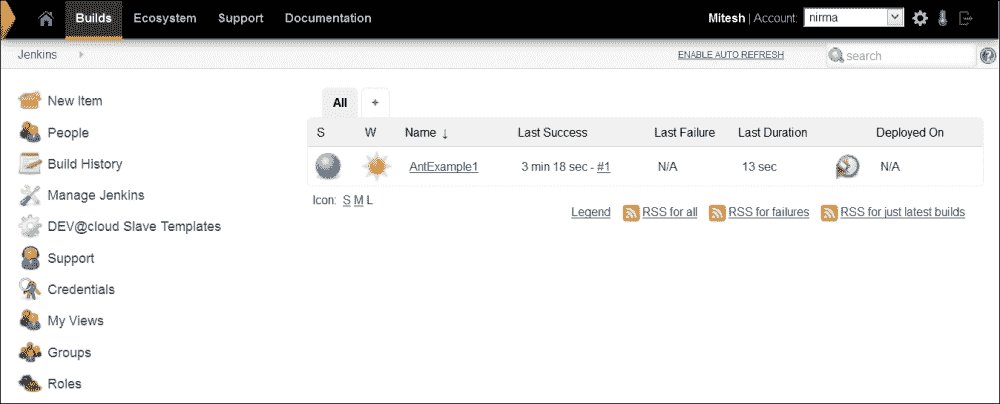 Builds Ecosystem Support Documentation Mitesh | Account: nirma
Jenkins ENABLE AUTO REFRESH search
New Item
People
Build History
Manage Jenkins
DEV@cloud Slave Templates
Support
Credentials
My Views
Groups
Roles
All +
S W Name ↓ Last Success Last Failure Last Duration Deployed On
AntExample1 3 min 18 sec - #1 N/A 13 sec N/A
Icon: S M L
Legend RSS for all RSS for failures RSS for just latest builds